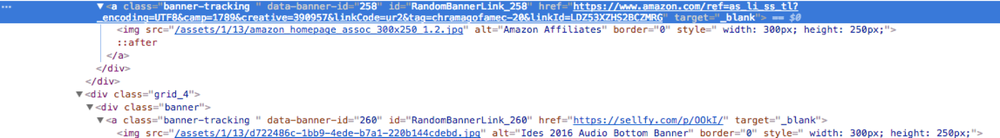 … ▼<a class="banner-tracking " data-banner-id="258" id="RandomBannerLink_258" href="https://www.amazon.com/ref=as_li_ss_tl?
_encoding=UTF8&camp=1789&creative=390957&linkCode=ur2&tag=chramagofamec-20&linkId=LDZ53XZHS2BCZMRG" target="_blank"> == $0
<img src="/assets/1/13/amazon_homepage_assoc_300x250_1.2.jpg" alt="Amazon Affiliates" border="0" style=" width: 300px; height: 250px;">
::after
</a>
</div>
</div>
▼<div class="grid_4">
▼<div class="banner">
▼<a class="banner-tracking " data-banner-id="260" id="RandomBannerLink_260" href="https://sellfy.com/p/OOkI/" target="_blank">
<img src="/assets/1/13/d722486c-1bb9-4ede-b7a1-220b144cdebd.jpg" alt="Ides 2016 Audio Bottom Banner" border="0" style=" width: 300px; height: 250px;">